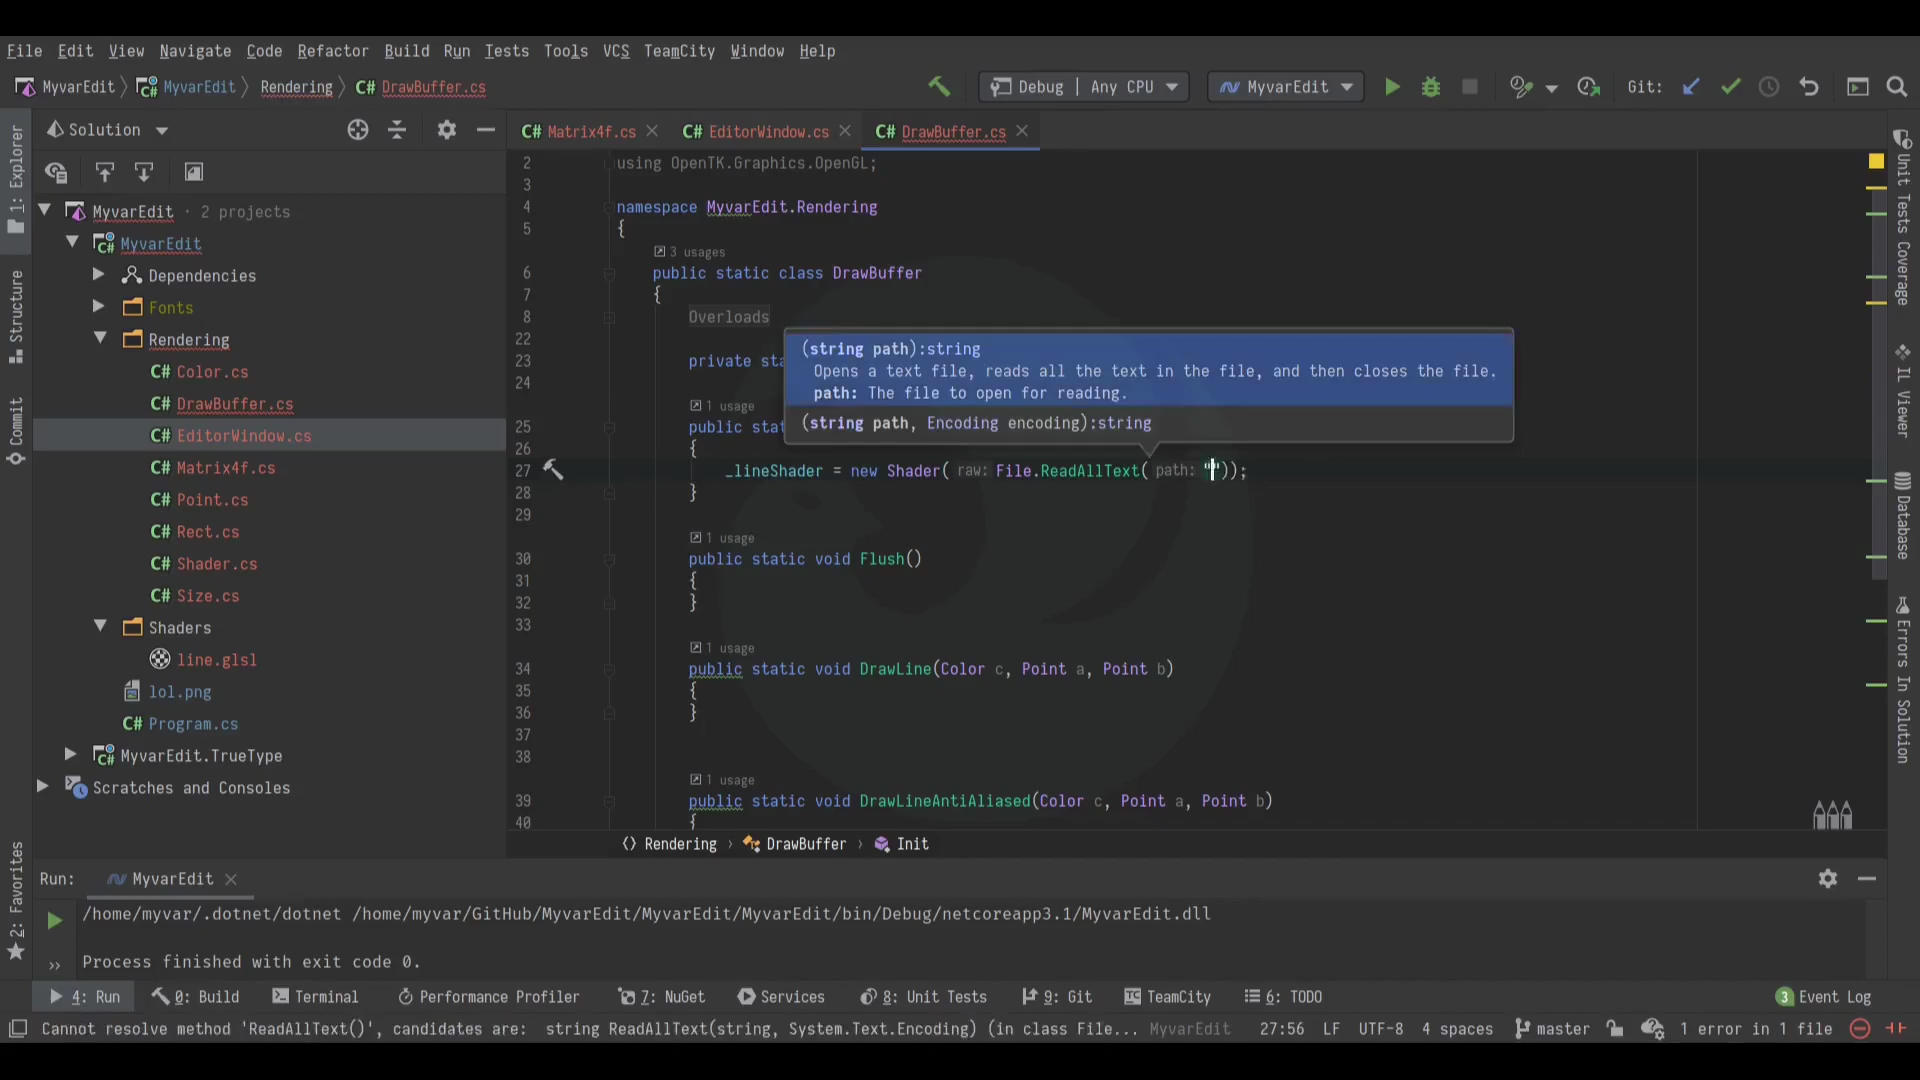 File Edit View Navigate Code Refactor Build Run Tests Tools VCS TeamCity Window Help
MyvarEdit MyvarEdit Rendering C# DrawBuffer.cs Debug | Any CPU MyvarEdit Git:
1: Explorer
Structure
Commit
2: Favorites
Solution
MyvarEdit · 2 projects
C# MyvarEdit
Dependencies
Fonts
Rendering
C# Color.cs
C# DrawBuffer.cs
C# EditorWindow.cs
C# Matrix4f.cs
C# Point.cs
C# Rect.cs
C# Shader.cs
C# Size.cs
Shaders
line.glsl
lol.png
C# Program.cs
C# MyvarEdit.TrueType
Scratches and Consoles
C# Matrix4f.cs C# EditorWindow.cs C# DrawBuffer.cs
2 using OpenTK.Graphics.OpenGL;
3
4 namespace MyvarEdit.Rendering
5 {
3 usages
6 public static class DrawBuffer
7 {
8 Overloads
22
23 private sta
24
1 usage
25 public stat
26 {
27 _lineShader = new Shader( raw: File.ReadAllText( path: ""));
28 }
29
1 usage
30 public static void Flush()
31 {
32 }
33
1 usage
34 public static void DrawLine(Color c, Point a, Point b)
35 {
36 }
37
38
1 usage
39 public static void DrawLineAntiAliased(Color c, Point a, Point b)
40 {
(string path):string
Opens a text file, reads all the text in the file, and then closes the file.
path: The file to open for reading.
(string path, Encoding encoding):string
Rendering › DrawBuffer › Init
Unit Tests Coverage
IL Viewer
Database
Errors In Solution
Run: MyvarEdit
/home/myvar/.dotnet/dotnet /home/myvar/GitHub/MyvarEdit/MyvarEdit/MyvarEdit/bin/Debug/netcoreapp3.1/MyvarEdit.dll
Process finished with exit code 0.
4: Run 0: Build Terminal Performance Profiler 7: NuGet Services 8: Unit Tests 9: Git TeamCity 6: TODO 3 Event Log
Cannot resolve method 'ReadAllText()', candidates are: string ReadAllText(string, System.Text.Encoding) (in class File... MyvarEdit 27:56 LF UTF-8 4 spaces master 1 error in 1 file